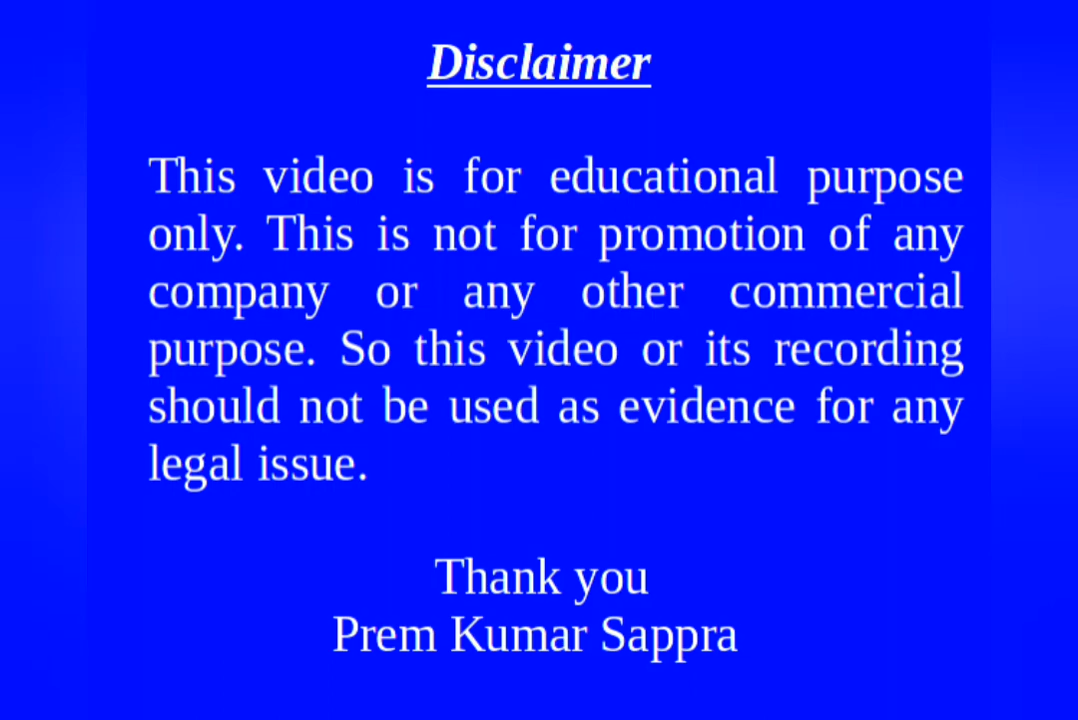 Disclaimer
This video is for educational purpose
only. This is not for promotion of any
company or any other commercial
purpose. So this video or its recording
should not be used as evidence for any
legal issue.
Thank you
Prem Kumar Sappra